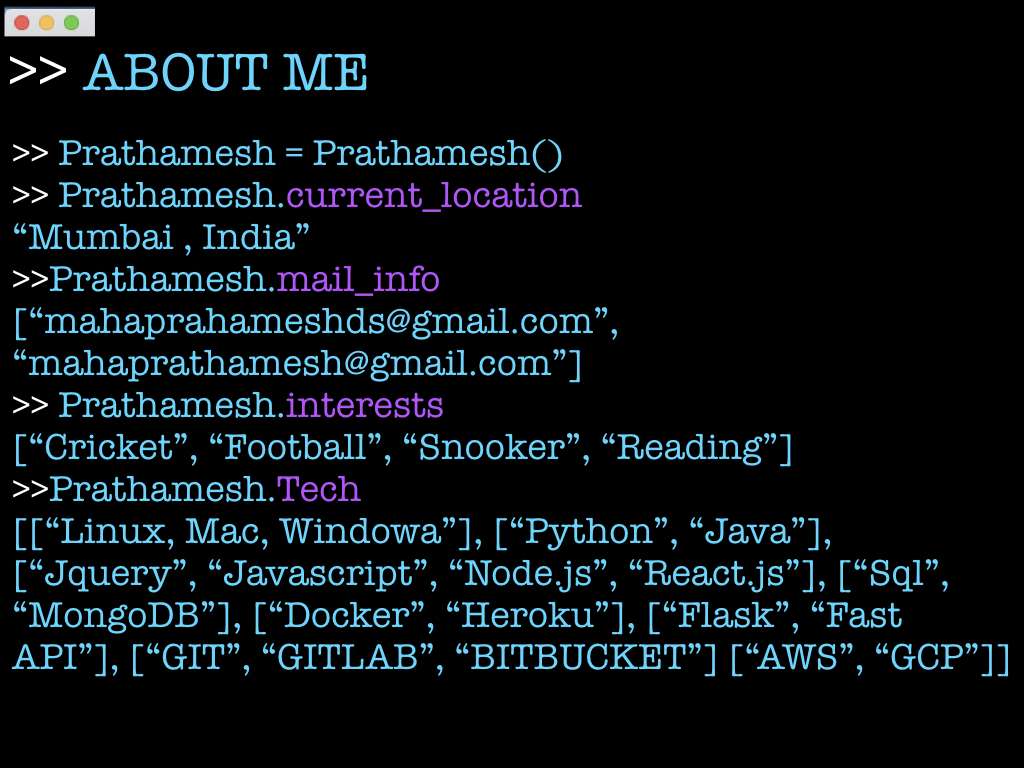 >> ABOUT ME
>> Prathamesh = Prathamesh()
>> Prathamesh.current_location
“Mumbai , India”
>>Prathamesh.mail_info
[“mahaprahameshds@gmail.com”,
“mahaprathamesh@gmail.com”]
>> Prathamesh.interests
[“Cricket”, “Football”, “Snooker”, “Reading”]
>>Prathamesh.Tech
[[“Linux, Mac, Windowa”], [“Python”, “Java”],
[“Jquery”, “Javascript”, “Node.js”, “React.js”], [“Sql”,
“MongoDB”], [“Docker”, “Heroku”], [“Flask”, “Fast
API”], [“GIT”, “GITLAB”, “BITBUCKET”] [“AWS”, “GCP”]]